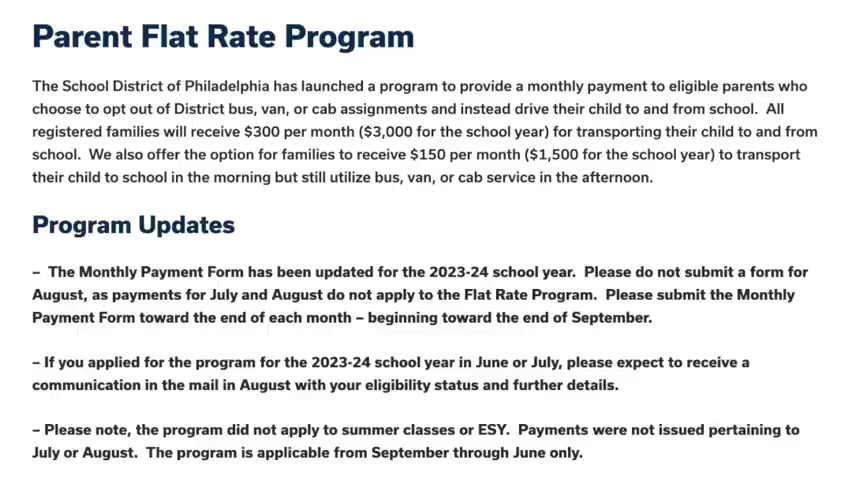 Parent Flat Rate Program
The School District of Philadelphia has launched a program to provide a monthly payment to eligible parents who
choose to opt out of District bus, van, or cab assignments and instead drive their child to and from school.  All
registered families will receive $300 per month ($3,000 for the school year) for transporting their child to and from
school.  We also offer the option for families to receive $150 per month ($1,500 for the school year) to transport
their child to school in the morning but still utilize bus, van, or cab service in the afternoon.
Program Updates
–  The Monthly Payment Form has been updated for the 2023-24 school year.  Please do not submit a form for
August, as payments for July and August do not apply to the Flat Rate Program.  Please submit the Monthly
Payment Form toward the end of each month – beginning toward the end of September.
– If you applied for the program for the 2023-24 school year in June or July, please expect to receive a
communication in the mail in August with your eligibility status and further details.
– Please note, the program did not apply to summer classes or ESY.  Payments were not issued pertaining to
July or August.  The program is applicable from September through June only.